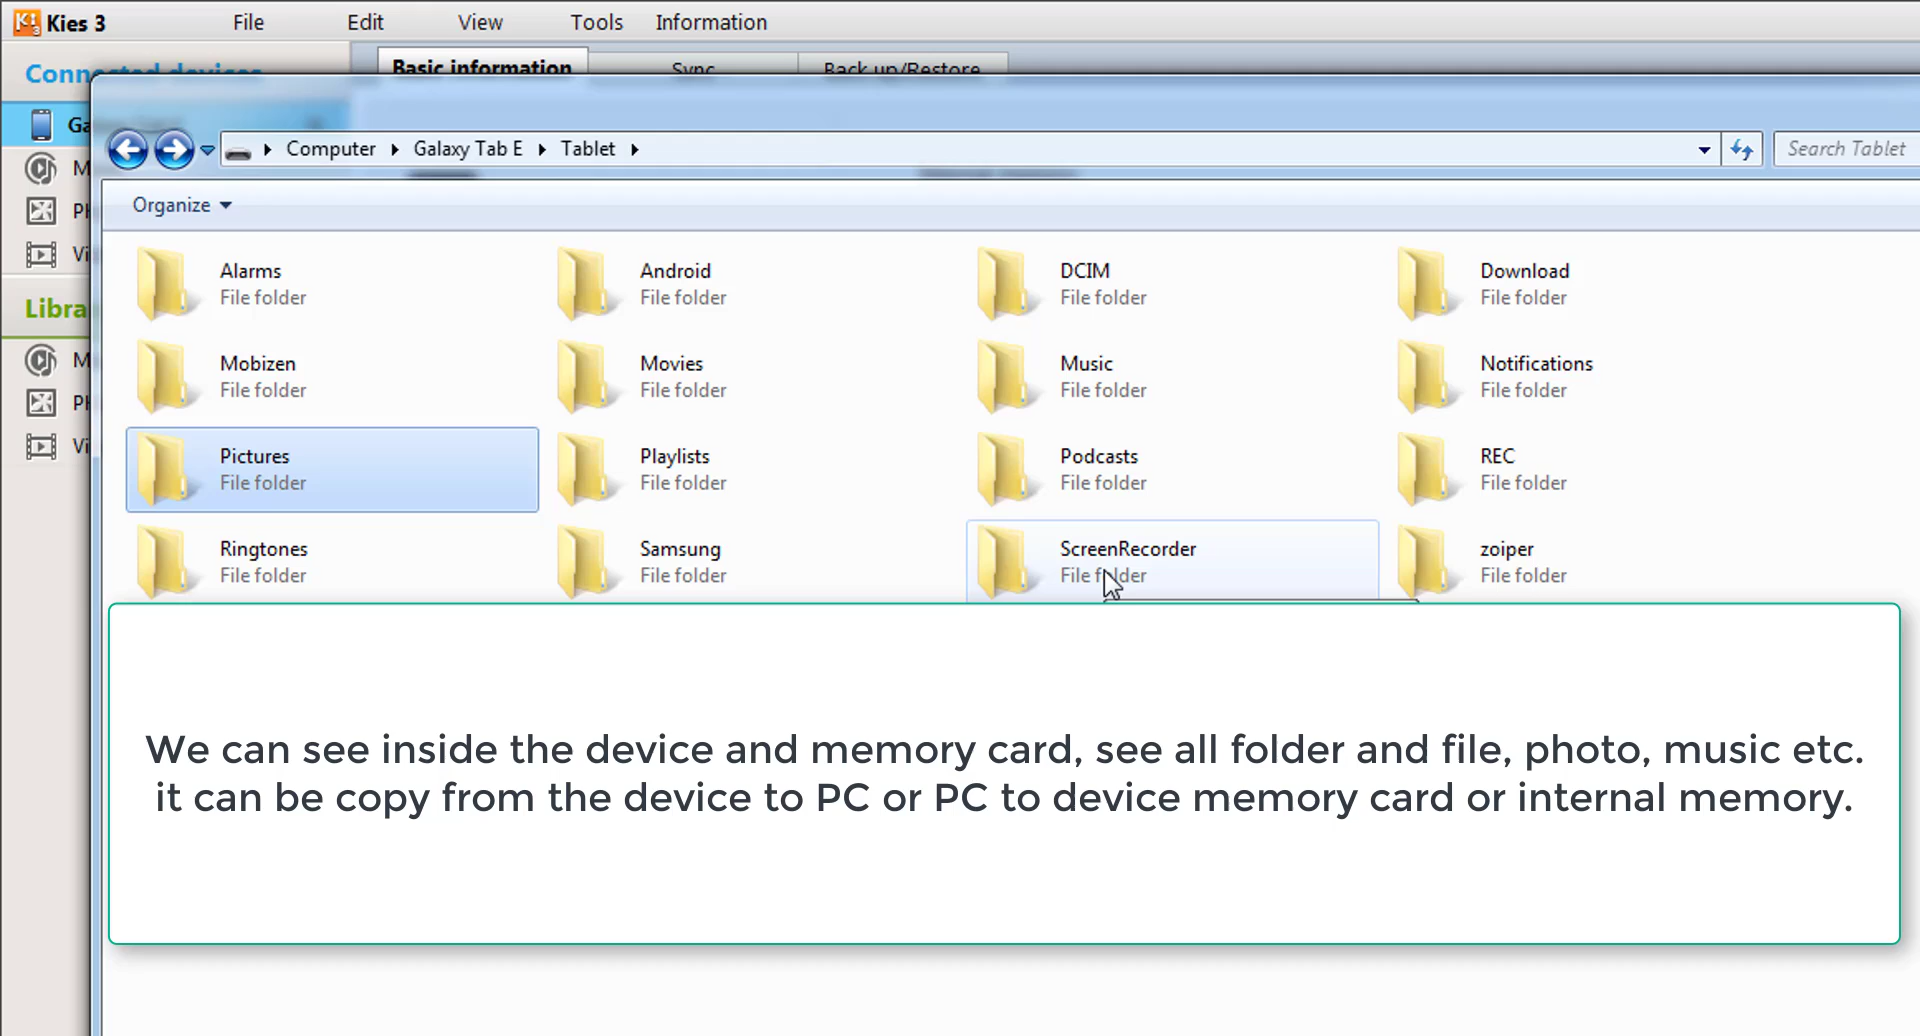 Kies 3 File Edit View Tools Information
Connected devices Basic information Sync Back up/Restore
Computer Galaxy Tab E Tablet Search Tablet
Organize
Alarms Android DCIM Download
File folder File folder File folder File folder
Mobizen Movies Music Notifications
File folder File folder File folder File folder
Pictures Playlists Podcasts REC
File folder File folder File folder File folder
Ringtones Samsung ScreenRecorder zoiper
File folder File folder File folder File folder
We can see inside the device and memory card, see all folder and file, photo, music etc.
it can be copy from the device to PC or PC to device memory card or internal memory.